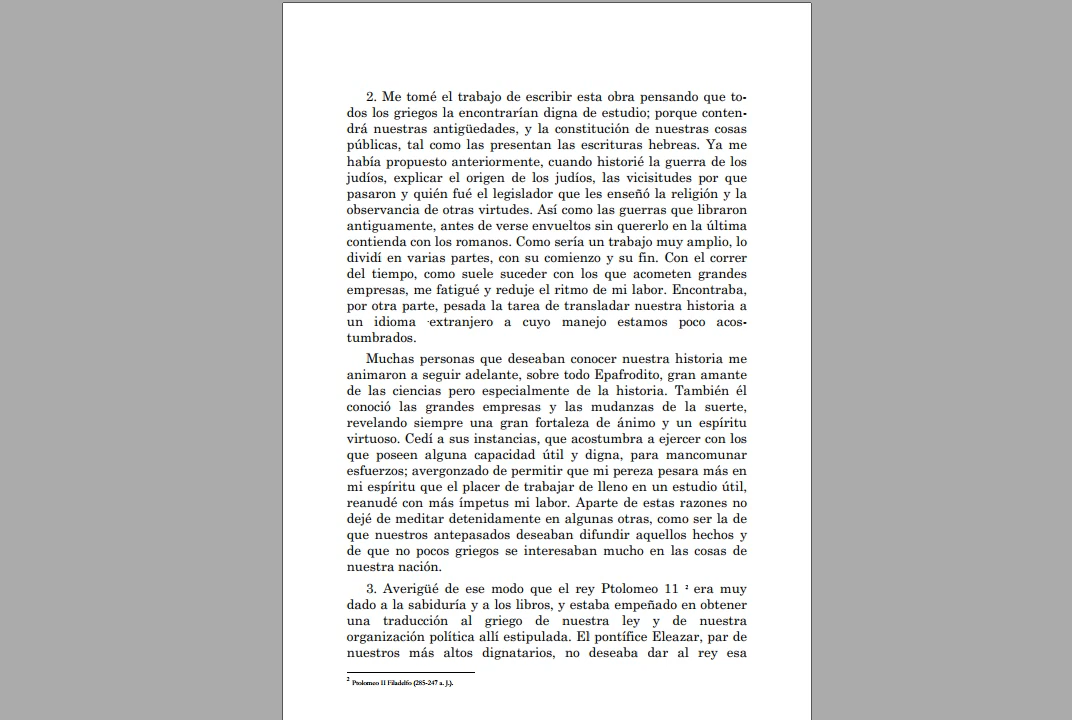 2. Me tomé el trabajo de escribir esta obra pensando que to-
dos los griegos la encontrarían digna de estudio; porque conten-
drá nuestras antigüedades, y la constitución de nuestras cosas
públicas, tal como las presentan las escrituras hebreas. Ya me
había propuesto anteriormente, cuando historié la guerra de los
judíos, explicar el origen de los judíos, las vicisitudes por que
pasaron y quién fué el legislador que les enseñó la religión y la
observancia de otras virtudes. Así como las guerras que libraron
antiguamente, antes de verse envueltos sin quererlo en la última
contienda con los romanos. Como sería un trabajo muy amplio, lo
dividí en varias partes, con su comienzo y su fin. Con el correr
del tiempo, como suele suceder con los que acometen grandes
empresas, me fatigué y reduje el ritmo de mi labor. Encontraba,
por otra parte, pesada la tarea de transladar nuestra historia a
un idioma ·extranjero a cuyo manejo estamos poco acos-
tumbrados.
Muchas personas que deseaban conocer nuestra historia me
animaron a seguir adelante, sobre todo Epafrodito, gran amante
de las ciencias pero especialmente de la historia. También él
conoció las grandes empresas y las mudanzas de la suerte,
revelando siempre una gran fortaleza de ánimo y un espíritu
virtuoso. Cedí a sus instancias, que acostumbra a ejercer con los
que poseen alguna capacidad útil y digna, para mancomunar
esfuerzos; avergonzado de permitir que mi pereza pesara más en
mi espíritu que el placer de trabajar de lleno en un estudio útil,
reanudé con más ímpetus mi labor. Aparte de estas razones no
dejé de meditar detenidamente en algunas otras, como ser la de
que nuestros antepasados deseaban difundir aquellos hechos y
de que no pocos griegos se interesaban mucho en las cosas de
nuestra nación.
3. Averigüé de ese modo que el rey Ptolomeo 11 ² era muy
dado a la sabiduría y a los libros, y estaba empeñado en obtener
una traducción al griego de nuestra ley y de nuestra
organización política allí estipulada. El pontífice Eleazar, par de
nuestros más altos dignatarios, no deseaba dar al rey esa
² Ptolomeo II Filadelfo (285-247 a. J.).